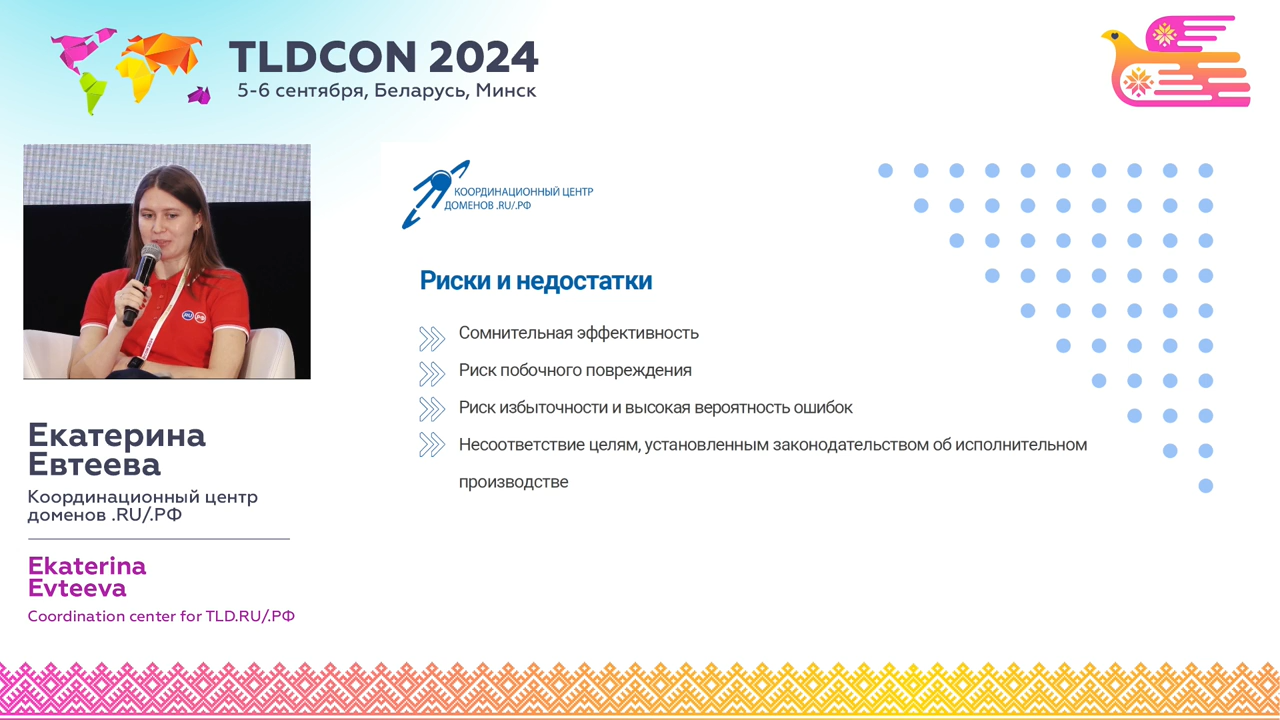 TLDCON 2024
5-6 сентября, Беларусь, Минск
КООРДИНАЦИОННЫЙ ЦЕНТР
ДОМЕНОВ .RU/.РФ
Риски и недостатки
Сомнительная эффективность
Риск побочного повреждения
Риск избыточности и высокая вероятность ошибок
Несоответствие целям, установленным законодательством об исполнительном
производстве
RU РФ
Екатерина
Евтеева
Координационный центр
доменов .RU/.РФ
Ekaterina
Evteeva
Coordination center for TLD.RU/.РФ